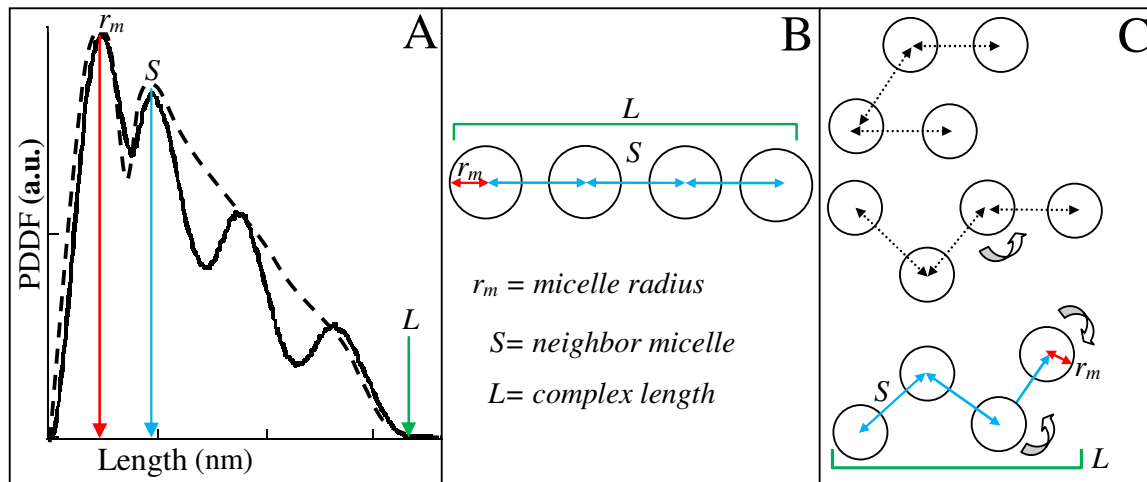 A
r_m
S
L
PDDF (a.u.)
Length (nm)
B
L
S
r_m
r_m = micelle radius
S= neighbor micelle
L= complex length
C
S
r_m
L